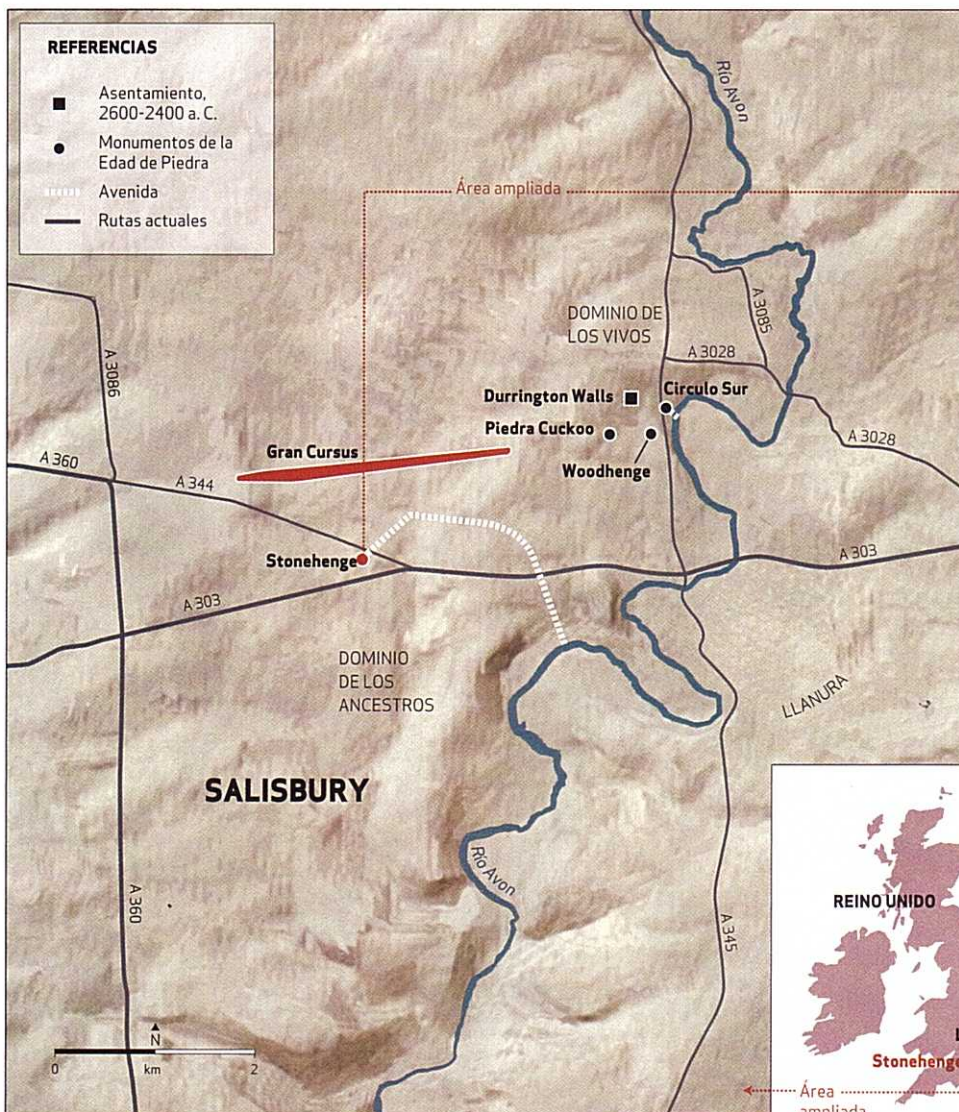 REFERENCIAS
Asentamiento,
2600-2400 a. C.
Monumentos de la
Edad de Piedra
Avenida
Rutas actuales
Río Avon
Área ampliada
DOMINIO DE
LOS VIVOS
A 3085
A 3028
Durrington Walls
Circulo Sur
Piedra Cuckoo
Woodhenge
A 3028
A 3086
A 360
Gran Cursus
A 344
Stonehenge
A 303
A 303
DOMINIO
DE LOS
ANCESTROS
LLANURA
SALISBURY
Río Avon
A 360
A 345
N
0
km
2
REINO UNIDO
Stonehenge
Área
ampliada